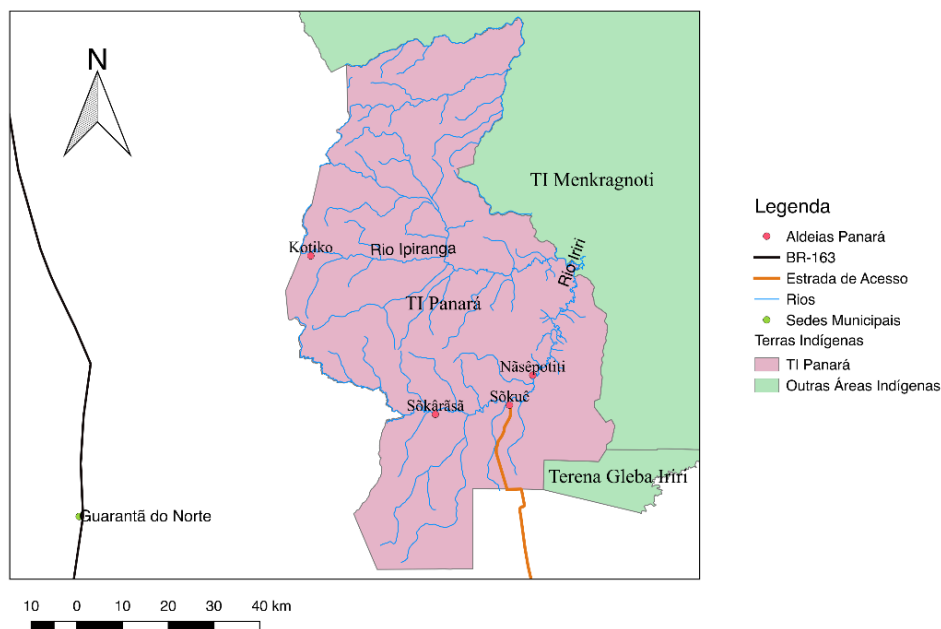 N
TI Menkragnoti
Kotiko
Rio Ipiranga
Rio Iriri
TI Panará
Nãsêpotiti
Sõkârãsã
Sõkuê
Terena Gleba Iriri
Guarantã do Norte
Legenda
Aldeias Panará
BR-163
Estrada de Acesso
Rios
Sedes Municipais
Terras Indígenas
TI Panará
Outras Áreas Indígenas
10 0 10 20 30 40 km